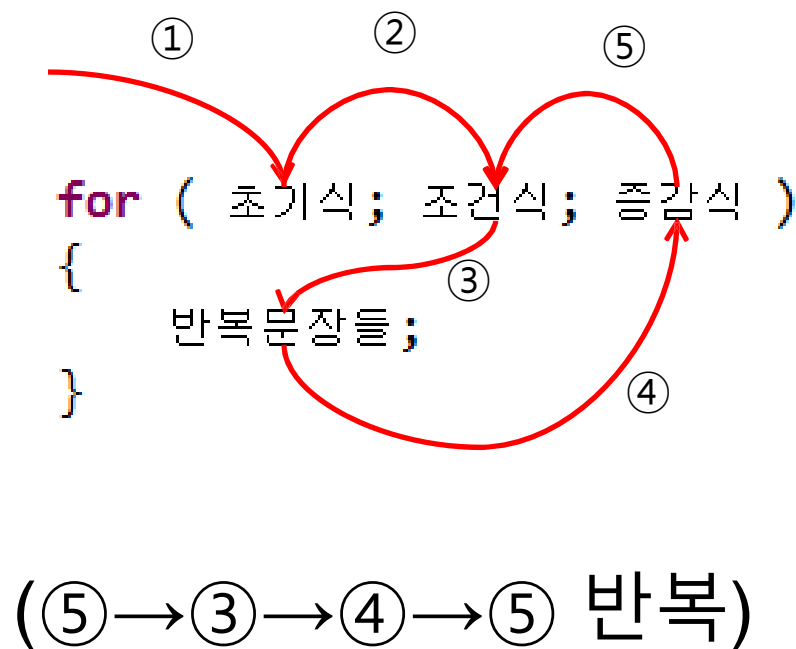 ① ② ⑤
for ( 초기식; 조건식; 증감식 )
{
③
반복문장들;
④
}
(⑤→③→④→⑤ 반복)